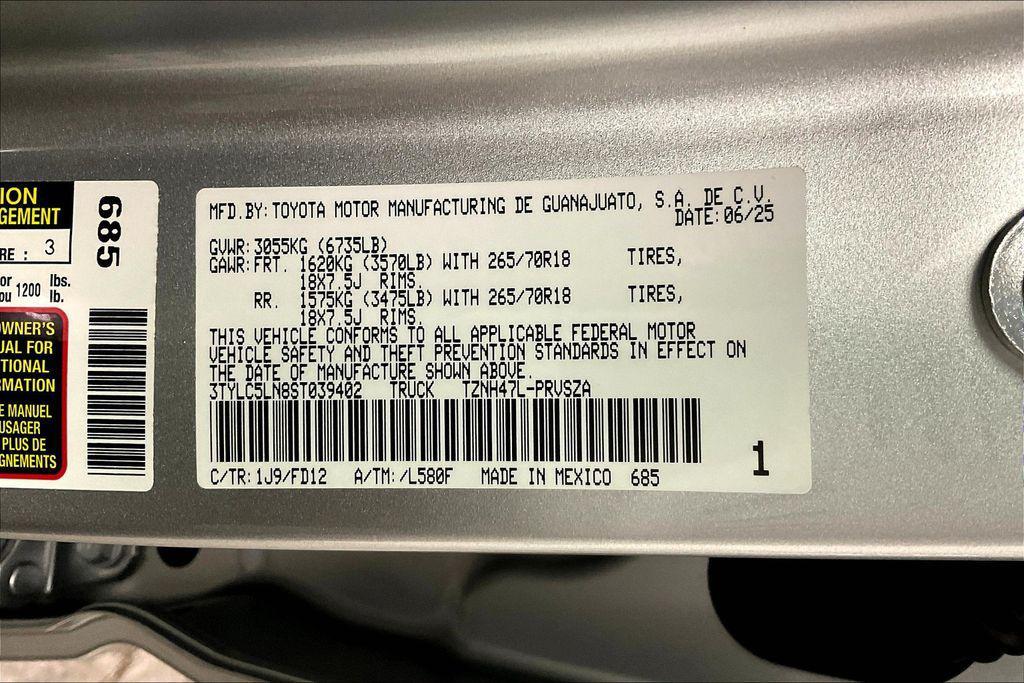 ION
GEMENT
RE : 3
or 1200 lbs.
ou lb.
OWNER'S
UAL FOR
TIONAL
RMATION
E MANUEL
USAGER
PLUS DE
GNEMENTS
685
MFD.BY:TOYOTA MOTOR MANUFACTURING DE GUANAJUATO, S.A. DE C.V.
DATE:06/25
GVWR:3055KG (6735LB)
GAWR:FRT. 1620KG (3570LB) WITH 265/70R18 TIRES,
18X7.5J RIMS.
RR. 1575KG (3475LB) WITH 265/70R18 TIRES,
18X7.5J RIMS.
THIS VEHICLE CONFORMS TO ALL APPLICABLE FEDERAL MOTOR
VEHICLE SAFETY AND THEFT PREVENTION STANDARDS IN EFFECT ON
THE DATE OF MANUFACTURE SHOWN ABOVE.
3TYLC5LN8ST039402 TRUCK TZNH47L-PRVSZA
C/TR:1J9/FD12 A/TM:/L580F MADE IN MEXICO 685
1